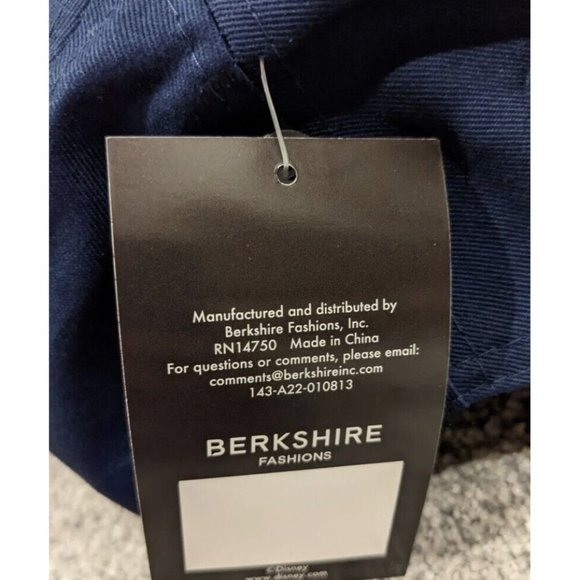 Manufactured and distributed by
Berkshire Fashions, Inc.
RN14750 Made in China
For questions or comments, please email:
comments@berkshireinc.com
143-A22-010813
BERKSHIRE
FASHIONS
© Disney
www.disney.com